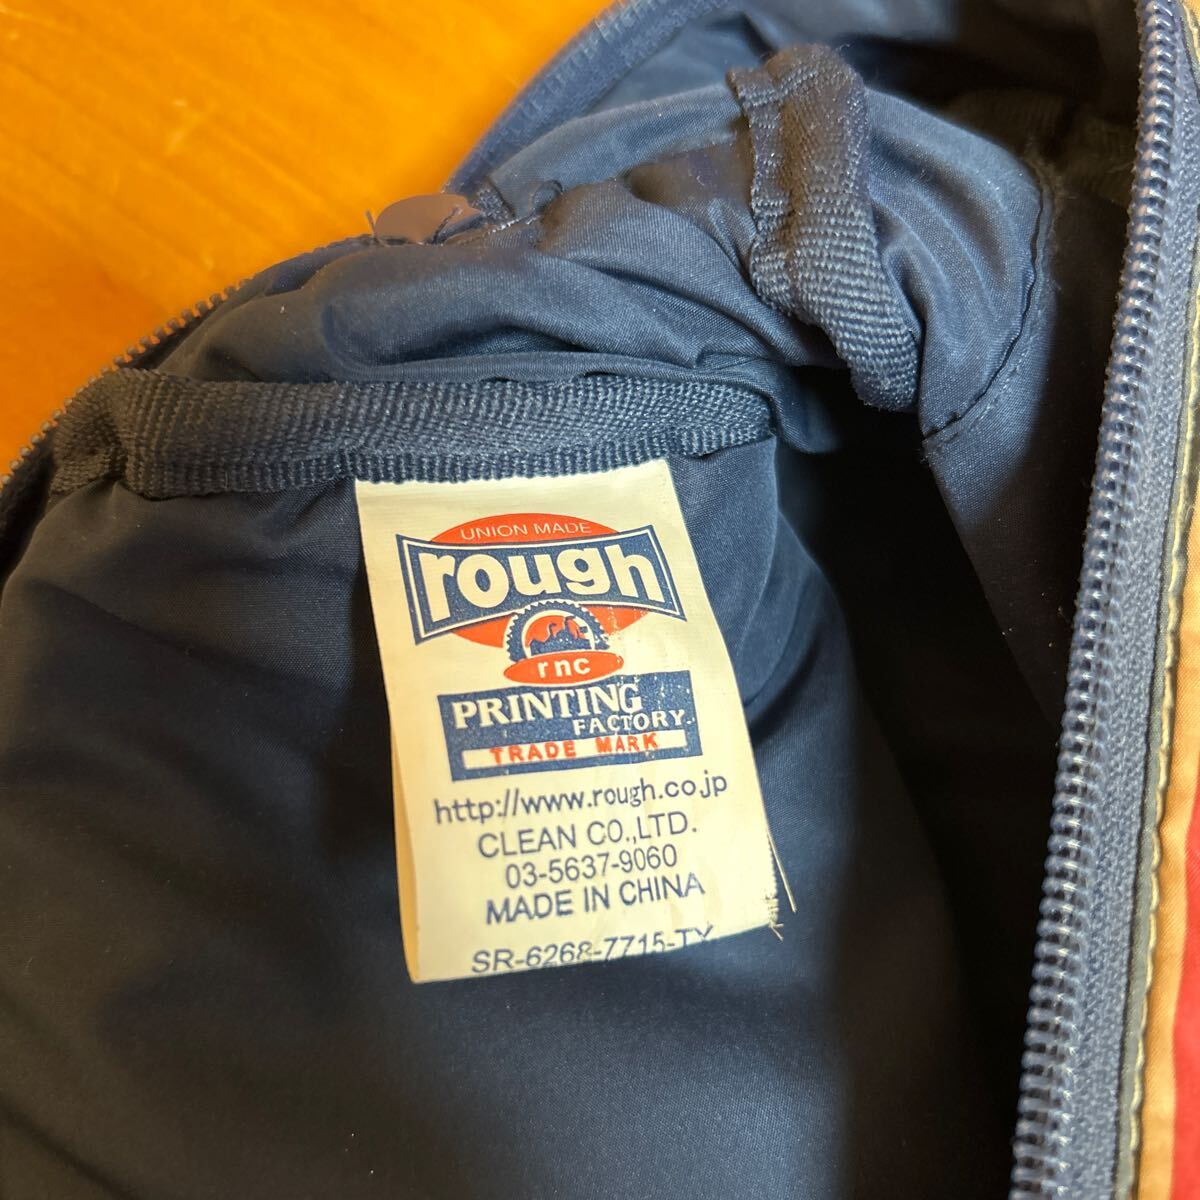 UNION MADE
rough
rnc
PRINTING
FACTORY
TRADE MARK
http://www.rough.co.jp
CLEAN CO.,LTD.
03-5637-9060
MADE IN CHINA
SR-6268-7715-TY